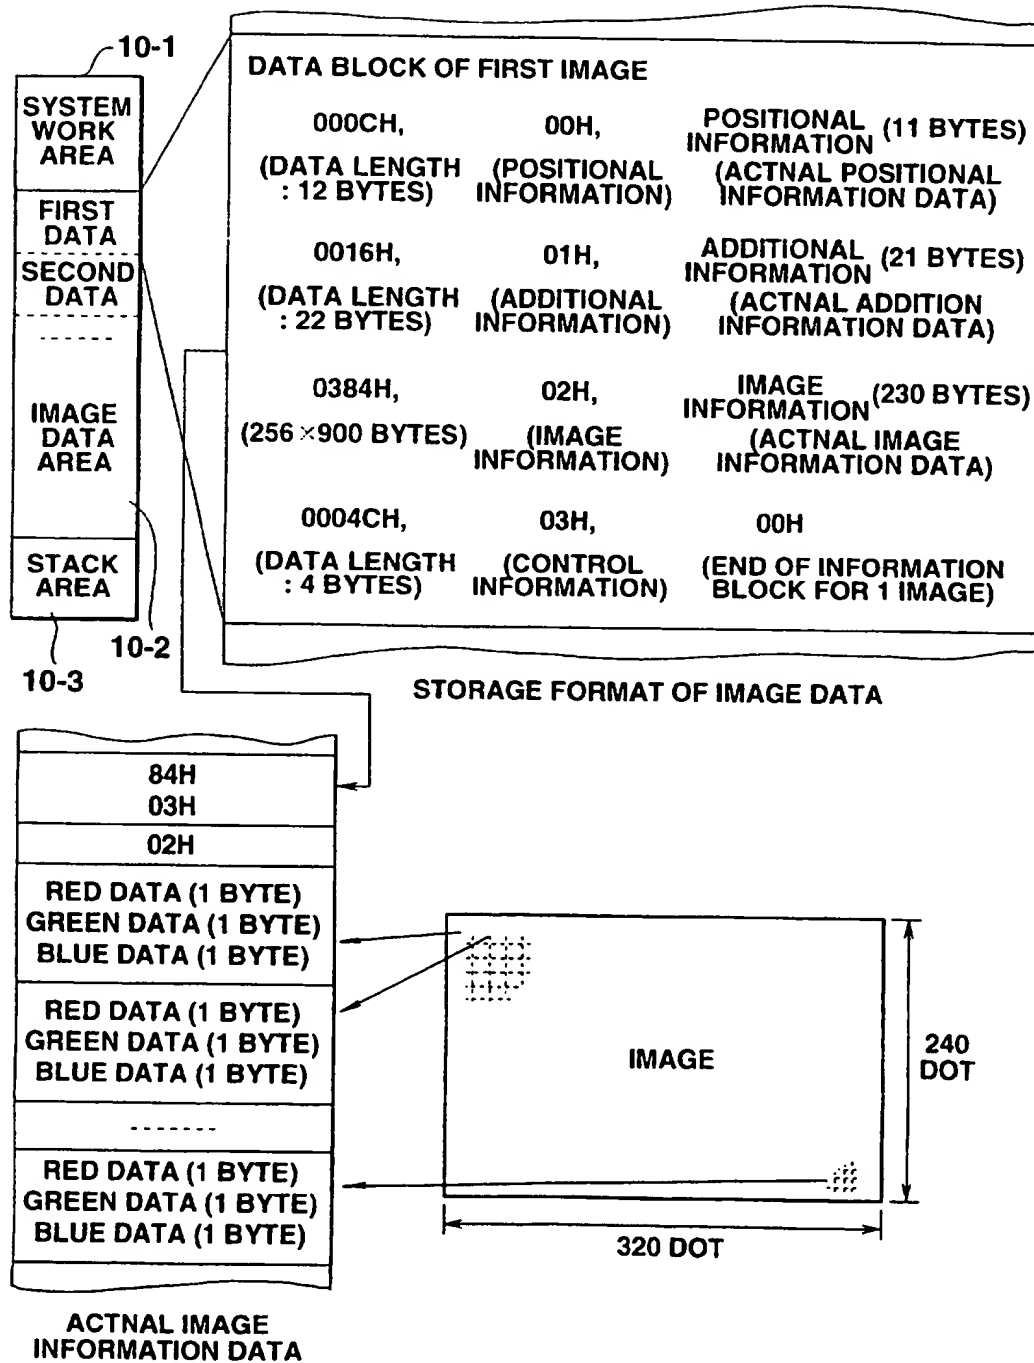 10-1
SYSTEM
WORK
AREA
FIRST
DATA
SECOND
DATA
IMAGE
DATA
AREA
STACK
AREA
10-2
10-3
DATA BLOCK OF FIRST IMAGE
000CH, 00H, POSITIONAL INFORMATION (11 BYTES)
(DATA LENGTH : 12 BYTES) (POSITIONAL INFORMATION) (ACTNAL POSITIONAL INFORMATION DATA)
0016H, 01H, ADDITIONAL INFORMATION (21 BYTES)
(DATA LENGTH : 22 BYTES) (ADDITIONAL INFORMATION) (ACTNAL ADDITION INFORMATION DATA)
0384H, 02H, IMAGE INFORMATION (230 BYTES)
(256 ×900 BYTES) (IMAGE INFORMATION) (ACTNAL IMAGE INFORMATION DATA)
0004CH, 03H, 00H
(DATA LENGTH : 4 BYTES) (CONTROL INFORMATION) (END OF INFORMATION BLOCK FOR 1 IMAGE)
STORAGE FORMAT OF IMAGE DATA
84H
03H
02H
RED DATA (1 BYTE)
GREEN DATA (1 BYTE)
BLUE DATA (1 BYTE)
RED DATA (1 BYTE)
GREEN DATA (1 BYTE)
BLUE DATA (1 BYTE)
RED DATA (1 BYTE)
GREEN DATA (1 BYTE)
BLUE DATA (1 BYTE)
ACTNAL IMAGE
INFORMATION DATA
IMAGE
240
DOT
320 DOT